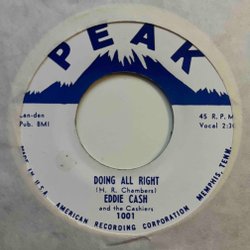 PEAK
Len-den
Pub. BMI
45 R.P.M
Vocal 2:30
DOING ALL RIGHT
(H. R. Chambers)
EDDIE CASH
and the Cashiers
1001
MADE IN U.S.A. AMERICAN RECORDING CORPORATION MEMPHIS, TENN.